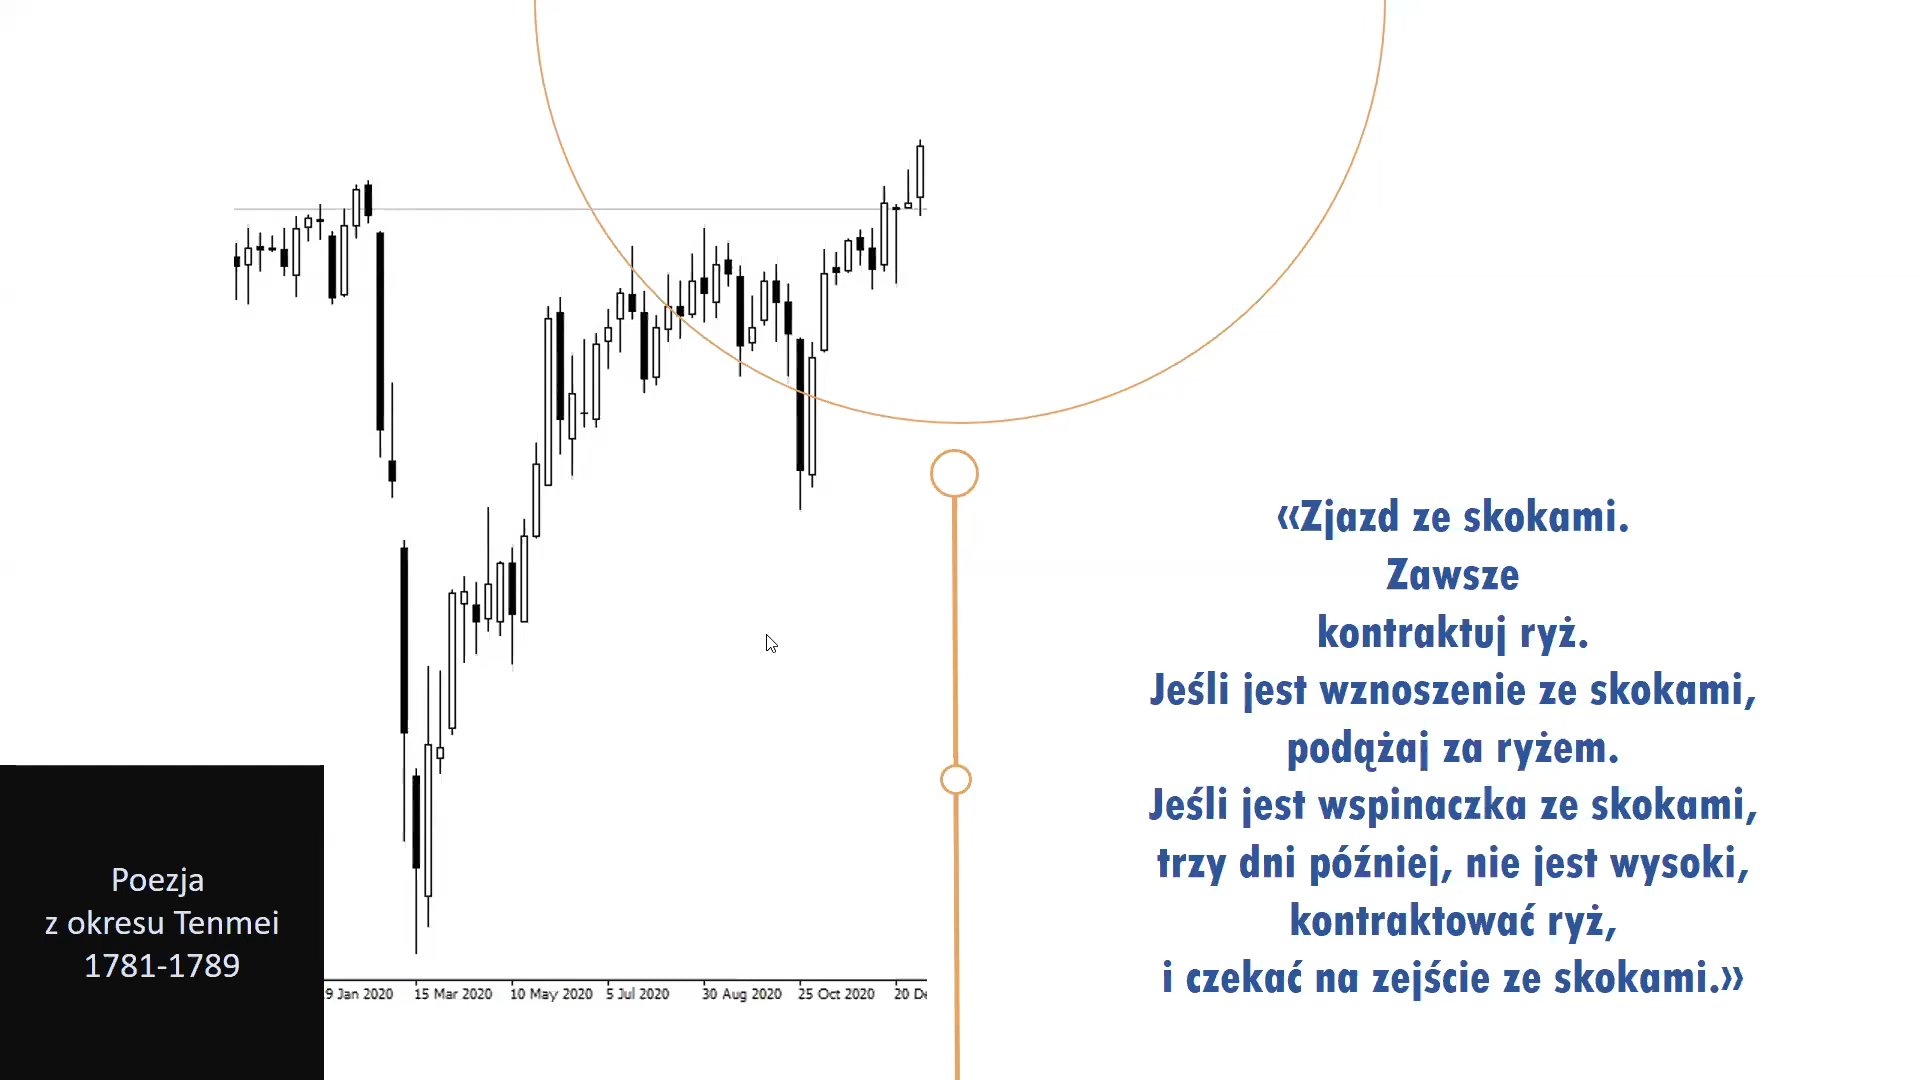 «Zjazd ze skokami.
Zawsze
kontraktuj ryż.
Jeśli jest wznoszenie ze skokami,
podążaj za ryżem.
Jeśli jest wspinaczka ze skokami,
trzy dni później, nie jest wysoki,
kontraktować ryż,
i czekać na zejście ze skokami.»
Poezja
z okresu Tenmei
1781-1789
9 Jan 2020 15 Mar 2020 10 May 2020 5 Jul 2020 30 Aug 2020 25 Oct 2020 20 De